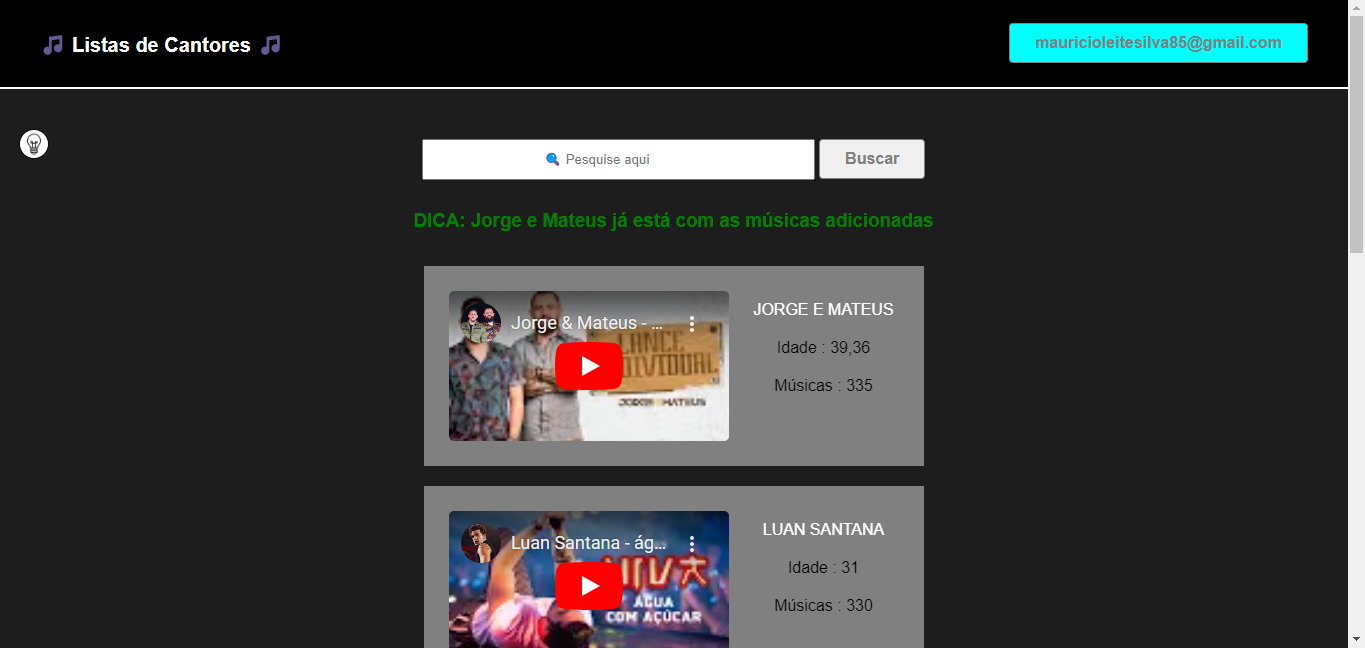 🎵 Listas de Cantores 🎵
mauricioleitesilva85@gmail.com
🔍 Pesquise aqui
Buscar
DICA: Jorge e Mateus já está com as músicas adicionadas
Jorge & Mateus - ...
LANCE
INDIVIDUAL
JORGE & MATEUS
JORGE E MATEUS
Idade : 39,36
Músicas : 335
Luan Santana - ág...
ÁGUA
COM AÇÚCAR
LUAN SANTANA
Idade : 31
Músicas : 330